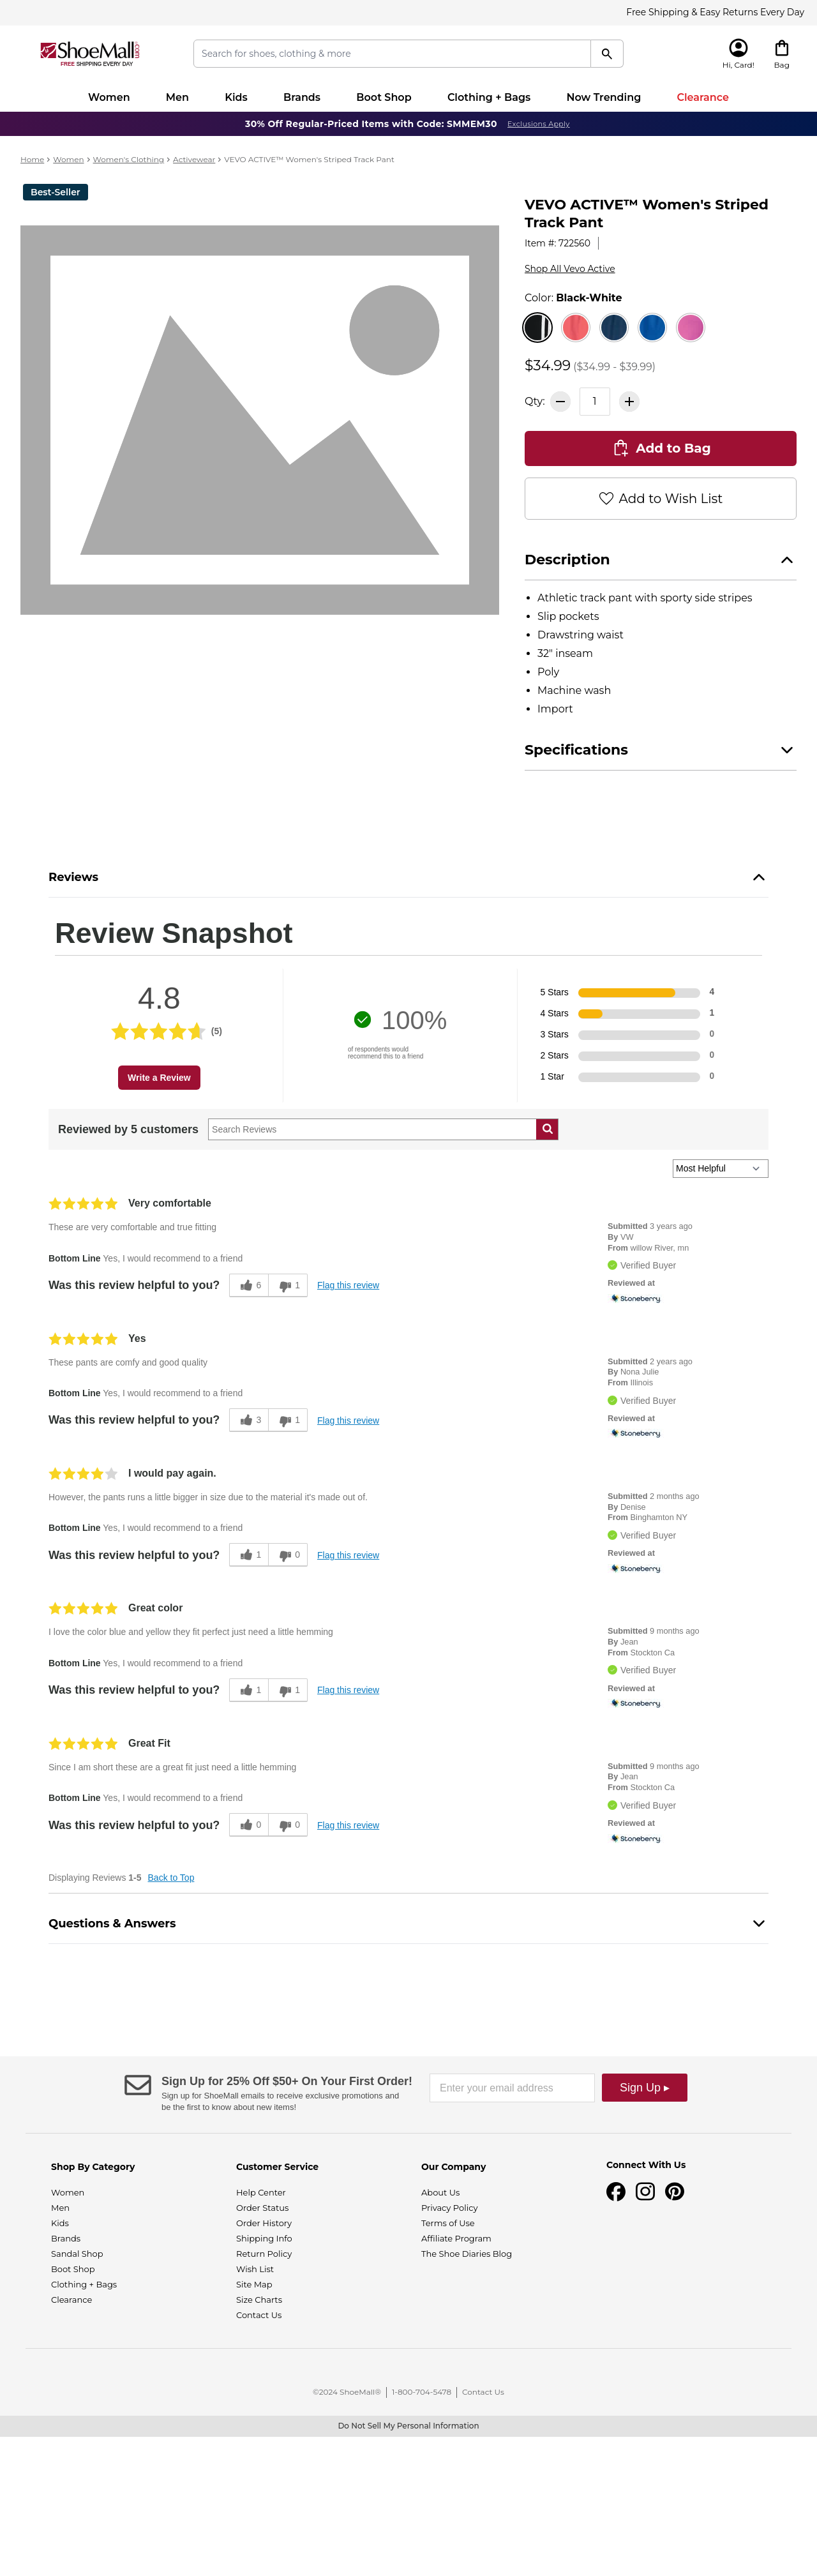 Free Shipping & Easy Returns Every Day
ShoeMall.com
FREE SHIPPING EVERY DAY
Search for shoes, clothing & more
Hi, Card!
Bag
Women Men Kids Brands Boot Shop Clothing + Bags Now Trending Clearance
30% Off Regular-Priced Items with Code: SMMEM30 Exclusions Apply
Home > Women > Women's Clothing > Activewear > VEVO ACTIVE™ Women's Striped Track Pant
Best-Seller
VEVO ACTIVE™ Women's Striped
Track Pant
Item #: 722560
Shop All Vevo Active
Color: Black-White
$34.99 ($34.99 - $39.99)
Qty: 1
Add to Bag
Add to Wish List
Description
• Athletic track pant with sporty side stripes
• Slip pockets
• Drawstring waist
• 32" inseam
• Poly
• Machine wash
• Import
Specifications
Reviews
Review Snapshot
4.8
(5)
Write a Review
100%
of respondents would
recommend this to a friend
5 Stars 4
4 Stars 1
3 Stars 0
2 Stars 0
1 Star 0
Reviewed by 5 customers
Search Reviews
Most Helpful
Very comfortable
These are very comfortable and true fitting
Bottom Line Yes, I would recommend to a friend
Was this review helpful to you? 6 1 Flag this review
Submitted 3 years ago
By VW
From willow River, mn
Verified Buyer
Reviewed at
Stoneberry
Yes
These pants are comfy and good quality
Bottom Line Yes, I would recommend to a friend
Was this review helpful to you? 3 1 Flag this review
Submitted 2 years ago
By Nona Julie
From Illinois
Verified Buyer
Reviewed at
Stoneberry
I would pay again.
However, the pants runs a little bigger in size due to the material it's made out of.
Bottom Line Yes, I would recommend to a friend
Was this review helpful to you? 1 0 Flag this review
Submitted 2 months ago
By Denise
From Binghamton NY
Verified Buyer
Reviewed at
Stoneberry
Great color
I love the color blue and yellow they fit perfect just need a little hemming
Bottom Line Yes, I would recommend to a friend
Was this review helpful to you? 1 1 Flag this review
Submitted 9 months ago
By Jean
From Stockton Ca
Verified Buyer
Reviewed at
Stoneberry
Great Fit
Since I am short these are a great fit just need a little hemming
Bottom Line Yes, I would recommend to a friend
Was this review helpful to you? 0 0 Flag this review
Submitted 9 months ago
By Jean
From Stockton Ca
Verified Buyer
Reviewed at
Stoneberry
Displaying Reviews 1-5 Back to Top
Questions & Answers
Sign Up for 25% Off $50+ On Your First Order!
Sign up for ShoeMall emails to receive exclusive promotions and
be the first to know about new items!
Enter your email address
Sign Up ▸
Shop By Category
Women
Men
Kids
Brands
Sandal Shop
Boot Shop
Clothing + Bags
Clearance
Customer Service
Help Center
Order Status
Order History
Shipping Info
Return Policy
Wish List
Site Map
Size Charts
Contact Us
Our Company
About Us
Privacy Policy
Terms of Use
Affiliate Program
The Shoe Diaries Blog
Connect With Us
©2024 ShoeMall® | 1-800-704-5478 | Contact Us
Do Not Sell My Personal Information